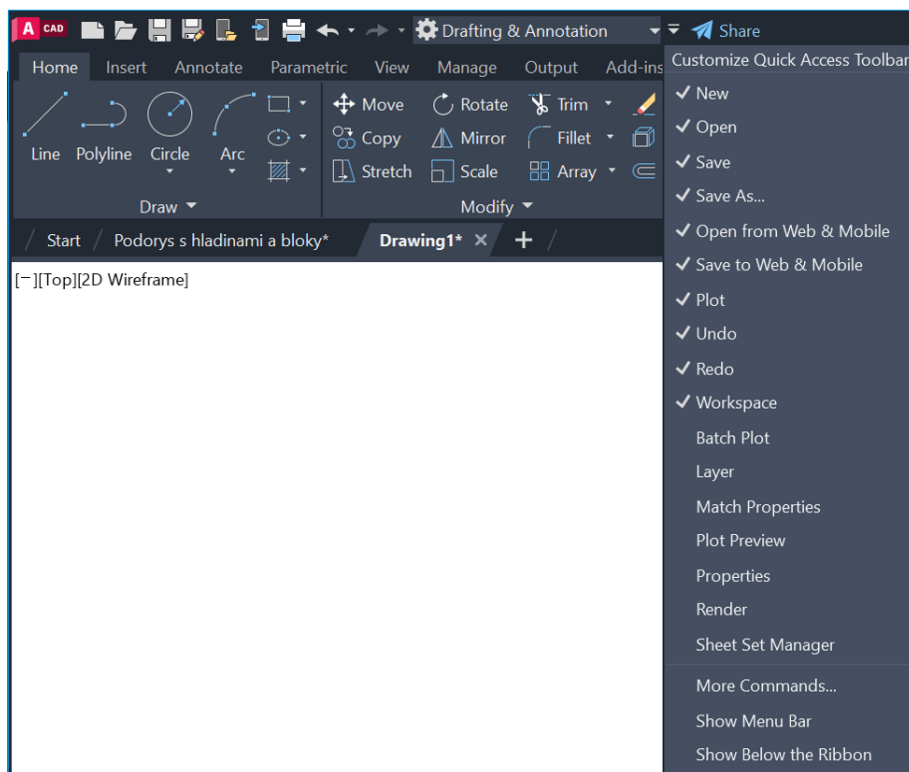 A CAD Drafting & Annotation Share
Home Insert Annotate Parametric View Manage Output Add-ins
Move Rotate Trim
Copy Mirror Fillet
Line Polyline Circle Arc
Stretch Scale Array
Draw Modify
Start Podorys s hladinami a bloky* Drawing1*
[−][Top][2D Wireframe]
Customize Quick Access Toolbar
New
Open
Save
Save As...
Open from Web & Mobile
Save to Web & Mobile
Plot
Undo
Redo
Workspace
Batch Plot
Layer
Match Properties
Plot Preview
Properties
Render
Sheet Set Manager
More Commands...
Show Menu Bar
Show Below the Ribbon